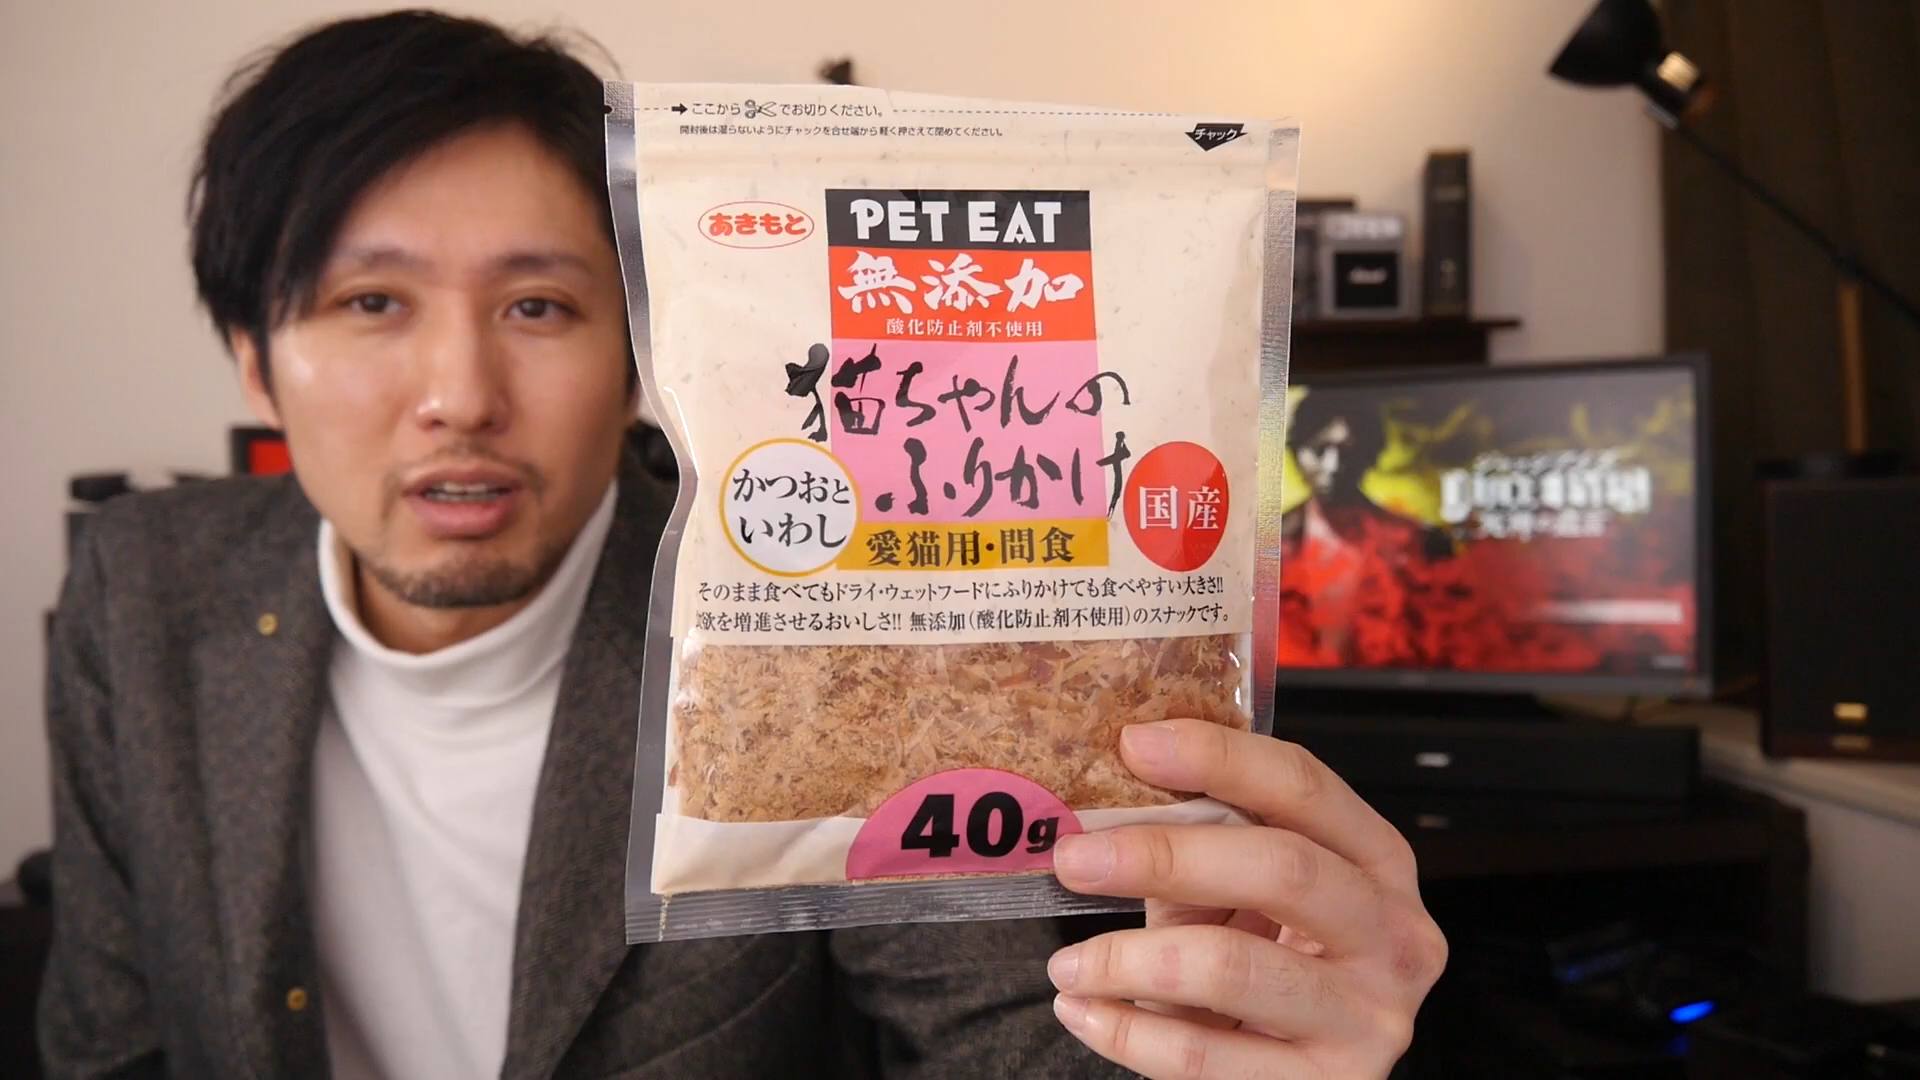 ここから でお切りください。
開封後は湿らないようにチャックを合せ端から軽く押さえて閉めてください。
チャック
あきもと
PET EAT
無添加
酸化防止剤不使用
猫ちゃんの
ふりかけ
かつおと
いわし
国産
愛猫用・間食
そのまま食べてもドライ・ウェットフードにふりかけても食べやすい大きさ!!
欲を増進させるおいしさ!! 無添加(酸化防止剤不使用)のスナックです。
40g